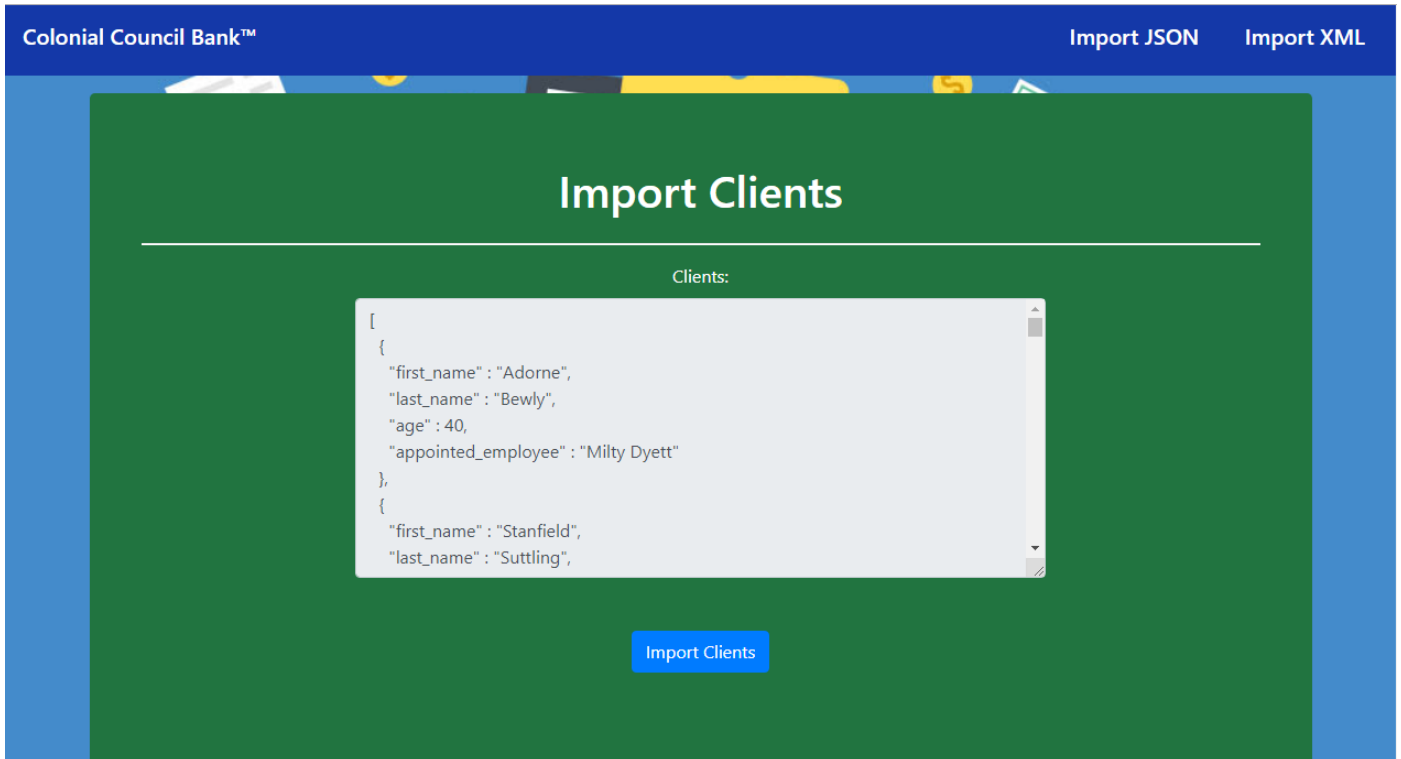 Colonial Council Bank™ Import JSON Import XML
Import Clients
Clients:
[
{
"first_name" : "Adorne",
"last_name" : "Bewly",
"age" : 40,
"appointed_employee" : "Milty Dyett"
},
{
"first_name" : "Stanfield",
"last_name" : "Suttling",
Import Clients